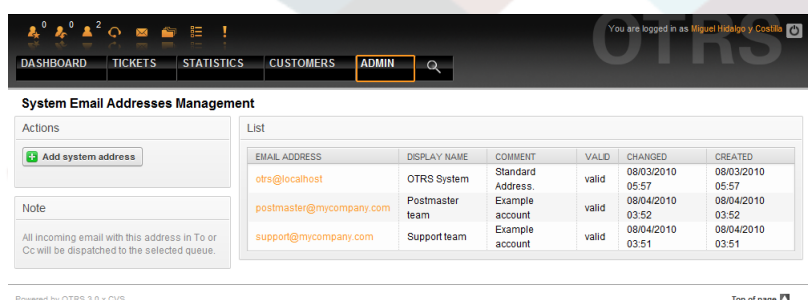 0 0 2
OTRS
You are logged in as Miguel Hidalgo y Costilla
DASHBOARD TICKETS STATISTICS CUSTOMERS ADMIN
System Email Addresses Management
Actions
Add system address
Note
All incoming email with this address in To or
Cc will be dispatched to the selected queue.
List
EMAIL ADDRESS DISPLAY NAME COMMENT VALID CHANGED CREATED
otrs@localhost OTRS System Standard Address. valid 08/03/2010 05:57 08/03/2010 05:57
postmaster@mycompany.com Postmaster team Example account valid 08/04/2010 03:52 08/04/2010 03:52
support@mycompany.com Support team Example account valid 08/04/2010 03:51 08/04/2010 03:51
Powered by OTRS 3.0.x CVS
Top of page